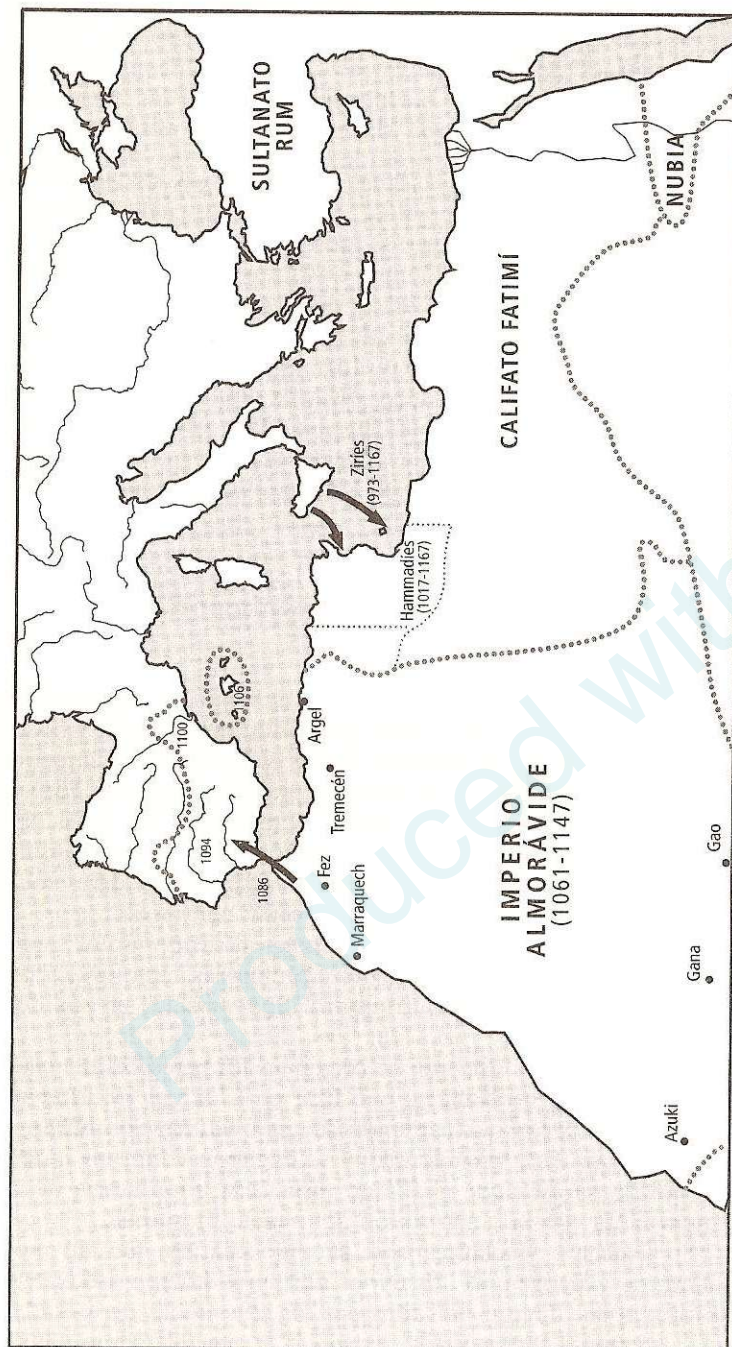 SULTANATO
RUM
NUBIA
CALIFATO FATIMÍ
Ziríes
(973-1167)
Hammadíes
(1017-1167)
1106
1100
1094
1086
Argel
Tremecén
Fez
Marraquech
IMPERIO
ALMORÁVIDE
(1061-1147)
Gao
Gana
Azuki
Produced with